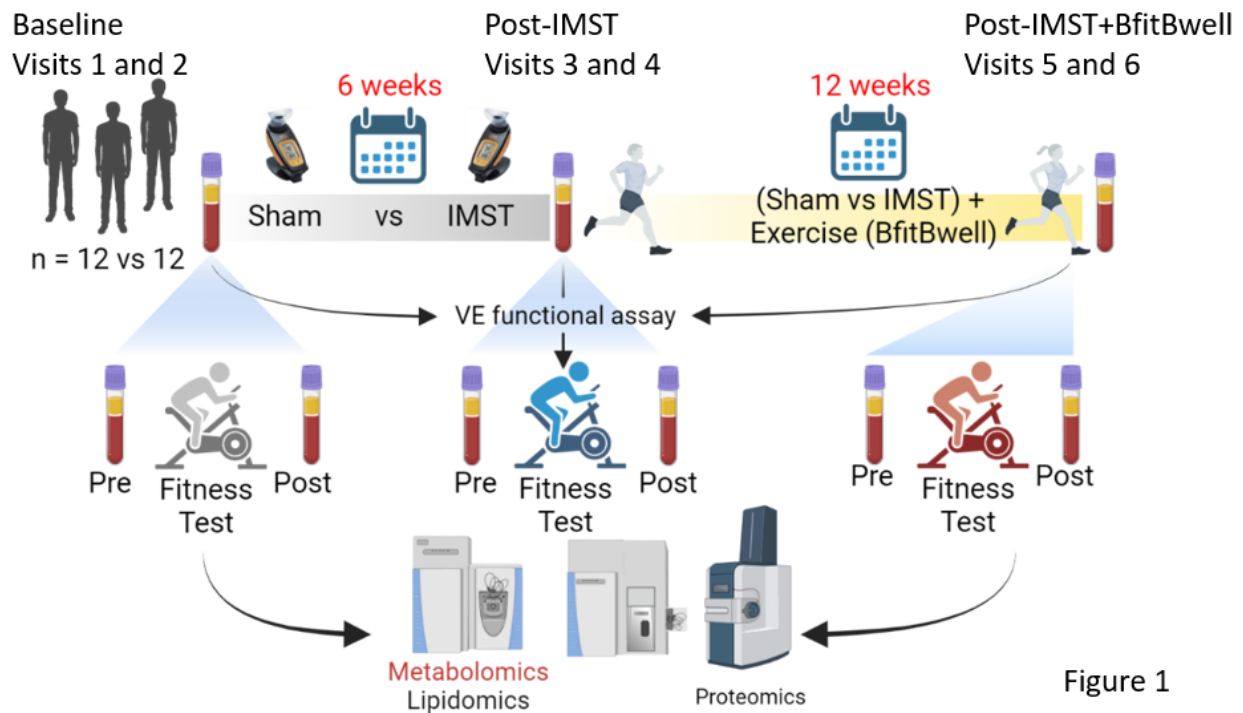 Baseline
Visits 1 and 2
Post-IMST
Visits 3 and 4
Post-IMST+BfitBwell
Visits 5 and 6
6 weeks
12 weeks
Sham vs IMST
(Sham vs IMST) +
Exercise (BfitBwell)
n = 12 vs 12
VE functional assay
Pre
Fitness
Test
Post
Pre
Fitness
Test
Post
Pre
Fitness
Test
Post
Metabolomics
Lipidomics
Proteomics
Figure 1